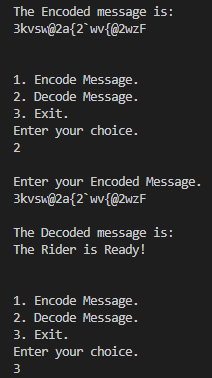 The Encoded message is:
3kvsw@2a{2`wv{@2wzF
1. Encode Message.
2. Decode Message.
3. Exit.
Enter your choice.
2
Enter your Encoded Message.
3kvsw@2a{2`wv{@2wzF
The Decoded message is:
The Rider is Ready!
1. Encode Message.
2. Decode Message.
3. Exit.
Enter your choice.
3